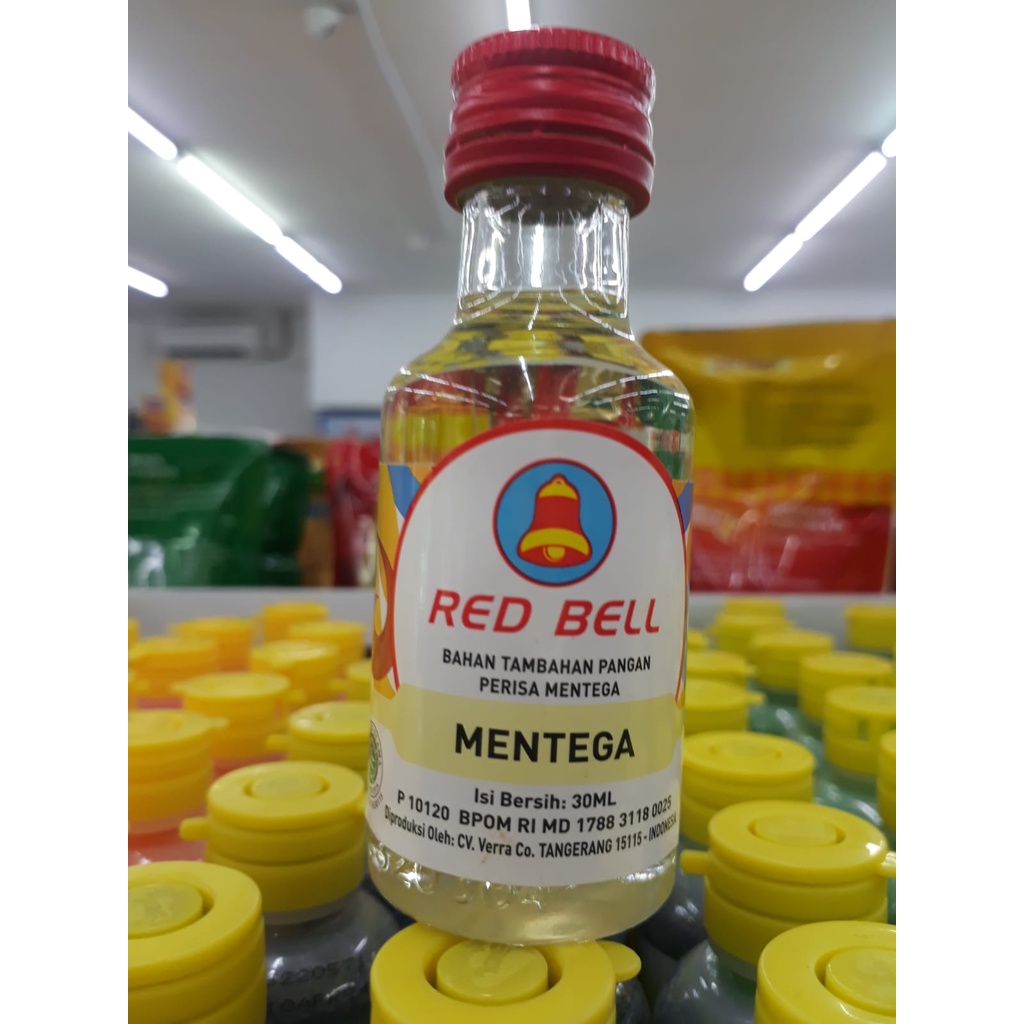 RED BELL
BAHAN TAMBAHAN PANGAN
PERISA MENTEGA
MENTEGA
Isi Bersih: 30ML
P 10120 BPOM RI MD 1788 3118 0025
Diproduksi Oleh: CV. Verra Co. TANGERANG 15115 - INDONESIA